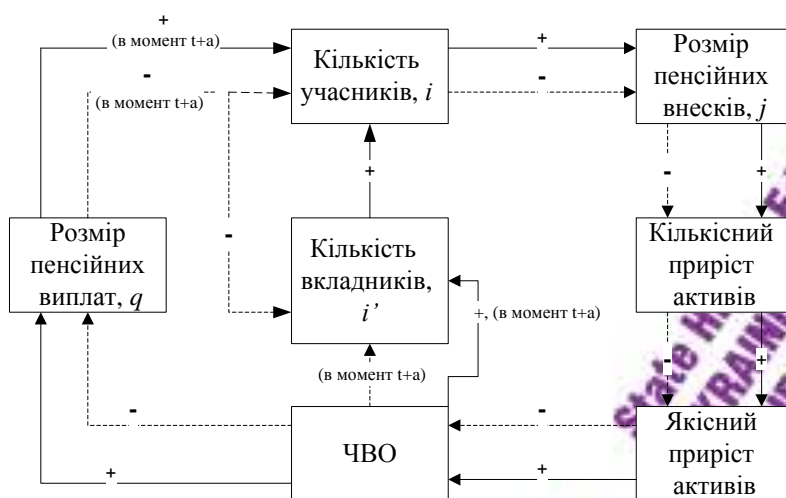 +
(в момент t+a)
-
(в момент t+a)
Кількість
учасників, i
+
-
Розмір
пенсійних
внесків, j
-
+
+
-
Розмір
пенсійних
виплат, q
Кількість
вкладників,
i’
+, (в момент t+a)
Кількісний
приріст
активів
-
+
(в момент t+a)
-
+
ЧВО
-
+
Якісний
приріст
активів
State